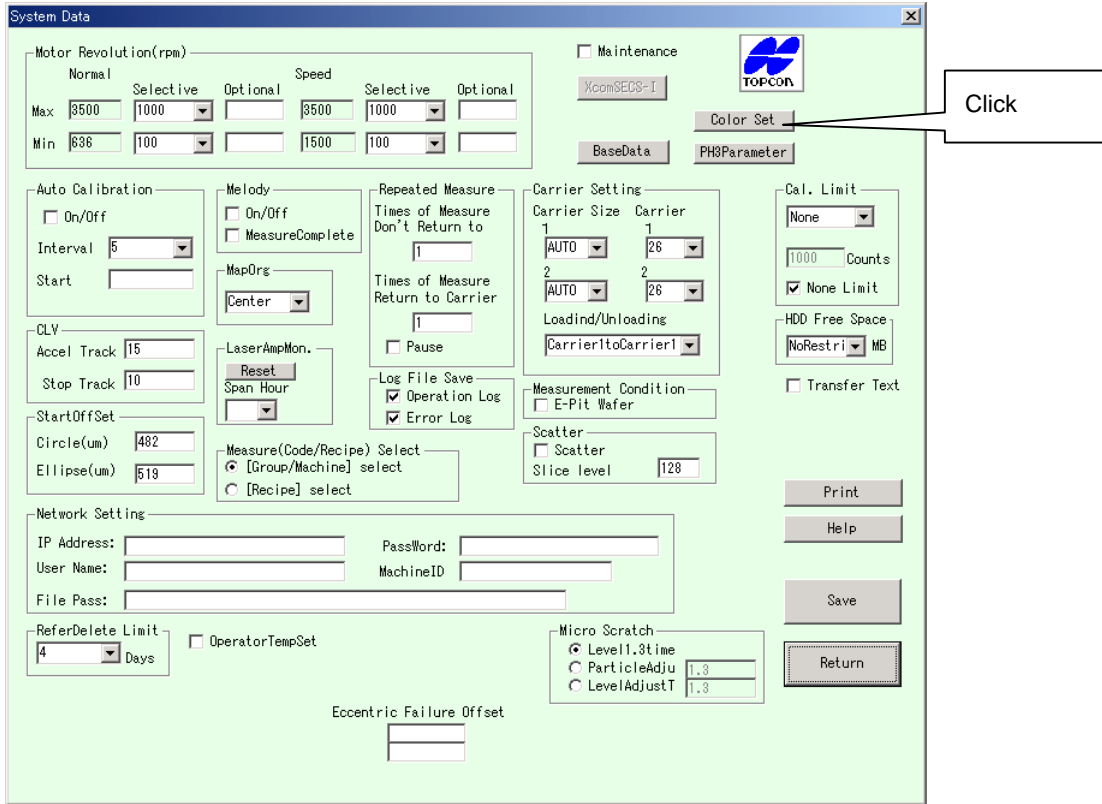 System Data
Motor Revolution(rpm)
Normal Speed
Selective Optional Selective Optional
Max 3500 1000 3500 1000
Min 636 100 1500 100
Maintenance
TOPCON
XcomSECS-I
Color Set
Click
BaseData
PH3Parameter
Auto Calibration
On/Off
Interval 5
Start
Melody
On/Off
MeasureComplete
MapOrg
Center
Repeated Measure
Times of Measure
Don't Return to
1
Times of Measure
Return to Carrier
1
Pause
Carrier Setting
Carrier Size Carrier
1 1
AUTO 26
2 2
AUTO 26
Loadind/Unloading
Carrier1toCarrier1
Cal. Limit
None
1000 Counts
None Limit
HDD Free Space
NoRestri MB
Transfer Text
CLV
Accel Track 15
Stop Track 10
LaserAmpMon.
Reset
Span Hour
Log File Save
Operation Log
Error Log
Measurement Condition
E-Pit Wafer
StartOffSet
Circle(um) 482
Ellipse(um) 519
Measure(Code/Recipe) Select
[Group/Machine] select
[Recipe] select
Scatter
Scatter
Slice level 128
Print
Help
Network Setting
IP Address: PassWord:
User Name: MachineID
File Pass:
Save
ReferDelete Limit
4 Days
OperatorTempSet
Micro Scratch
Level1.3time
ParticleAdju 1.3
LevelAdjustT 1.3
Return
Eccentric Failure Offset